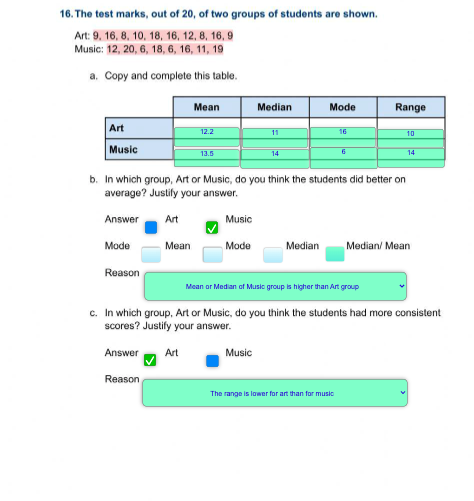 16. The test marks, out of 20, of two groups of students are shown.
Art: 9, 16, 8, 10, 18, 16, 12, 8, 16, 9
Music: 12, 20, 6, 18, 6, 16, 11, 19
a. Copy and complete this table.
Mean Median Mode Range
Art 12.2 11 16 10
Music 13.5 14 6 14
b. In which group, Art or Music, do you think the students did better on
average? Justify your answer.
Answer Art Music
Mode Mean Mode Median Median/ Mean
Reason
Mean or Median of Music group is higher than Art group
c. In which group, Art or Music, do you think the students had more consistent
scores? Justify your answer.
Answer Art Music
Reason
The range is lower for art than for music